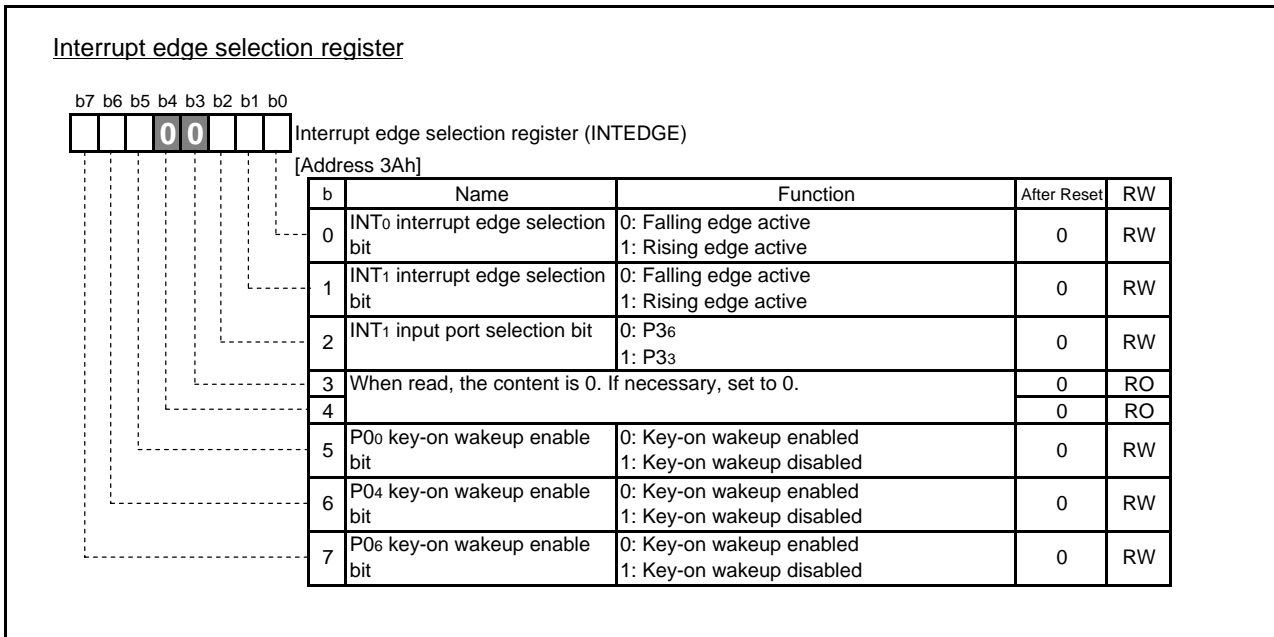 Interrupt edge selection register
b7 b6 b5 b4 b3 b2 b1 b0
0 0
Interrupt edge selection register (INTEDGE)
[Address 3Ah]
b Name Function After Reset RW
0 INT0 interrupt edge selection bit 0: Falling edge active 0 RW
1: Rising edge active
1 INT1 interrupt edge selection bit 0: Falling edge active 0 RW
1: Rising edge active
2 INT1 input port selection bit 0: P36 0 RW
1: P33
3 When read, the content is 0. If necessary, set to 0. 0 RO
4 0 RO
5 P00 key-on wakeup enable bit 0: Key-on wakeup enabled 0 RW
1: Key-on wakeup disabled
6 P04 key-on wakeup enable bit 0: Key-on wakeup enabled 0 RW
1: Key-on wakeup disabled
7 P06 key-on wakeup enable bit 0: Key-on wakeup enabled 0 RW
1: Key-on wakeup disabled